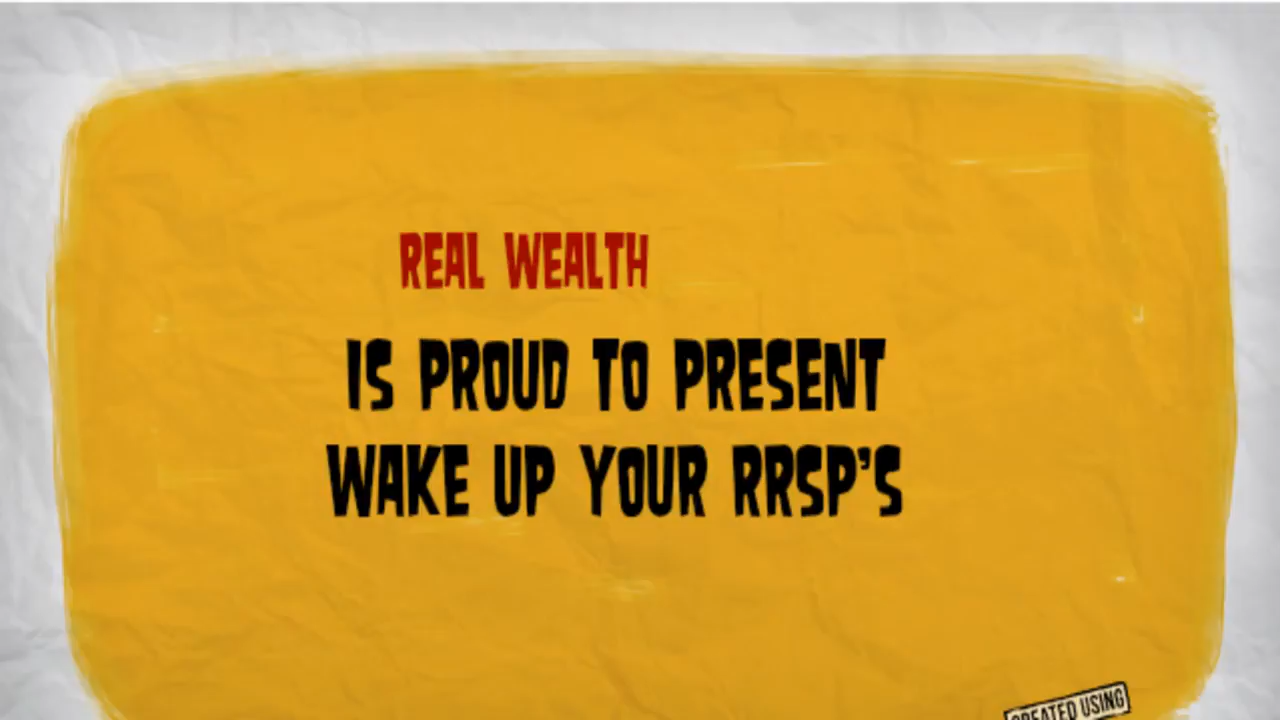 REAL WEALTH
IS PROUD TO PRESENT
WAKE UP YOUR RRSP'S
CREATED USING